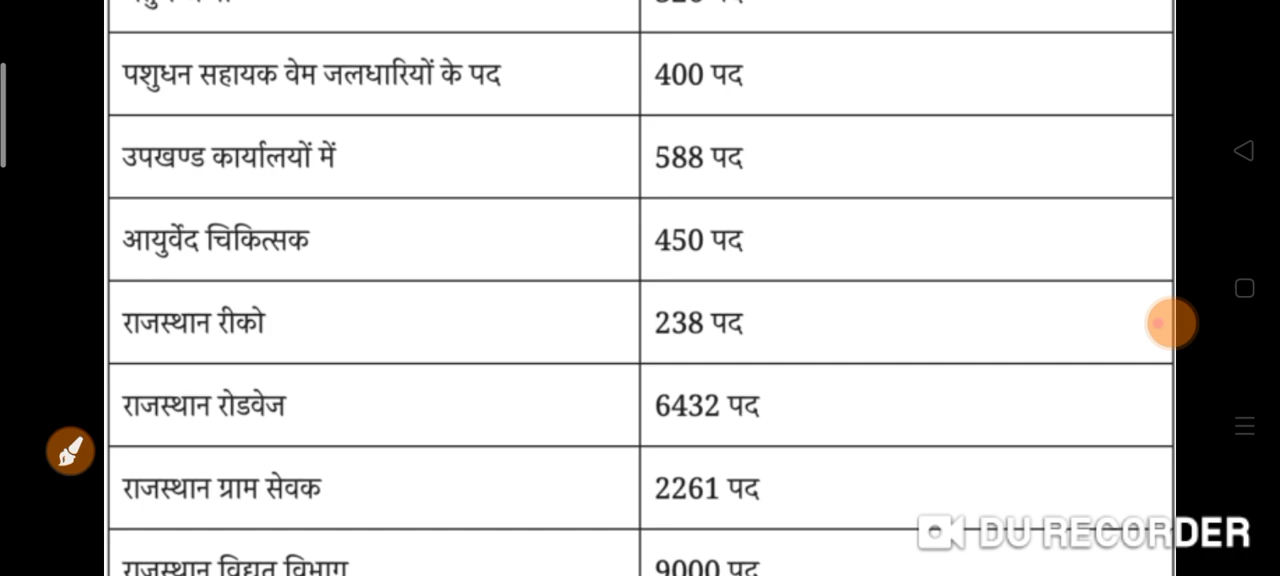 पशुधन सहायक वेम जलधारियों के पद 400 पद
उपखण्ड कार्यालयों में 588 पद
आयुर्वेद चिकित्सक 450 पद
राजस्थान रीको 238 पद
राजस्थान रोडवेज 6432 पद
राजस्थान ग्राम सेवक 2261 पद
राजस्थान विद्युत विभाग 9000 पद
DU RECORDER